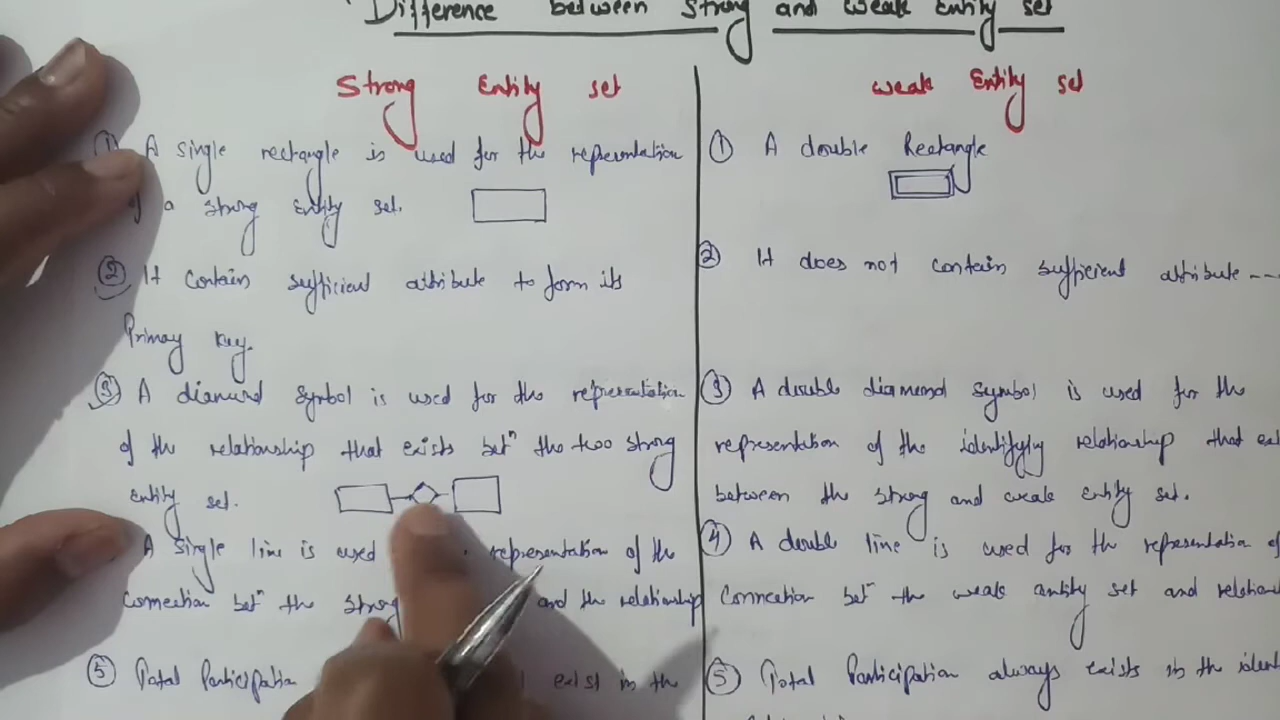 Difference between Strong and weak Entity set
Strong Entity set
① A single rectangle is used for the representation
of a strong Entity set.
② It Contain sufficient attribute to form its
Primary key.
③ A diamond symbol is used for the representation
of the relationship that exists betn the two strong
Entity set.
A single line is used representation of the
connection betn the strong and the relationship
⑤ Total Participation exist in the
weak Entity set
① A double Rectangle
② It does not contain sufficient attribute ---
③ A double diamond symbol is used for the
representation of the identifying relationship that
between the strong and weak entity set.
④ A double line is used for the representation of
Connection betn the weak entity set and
⑤ Total Participation always exists in the